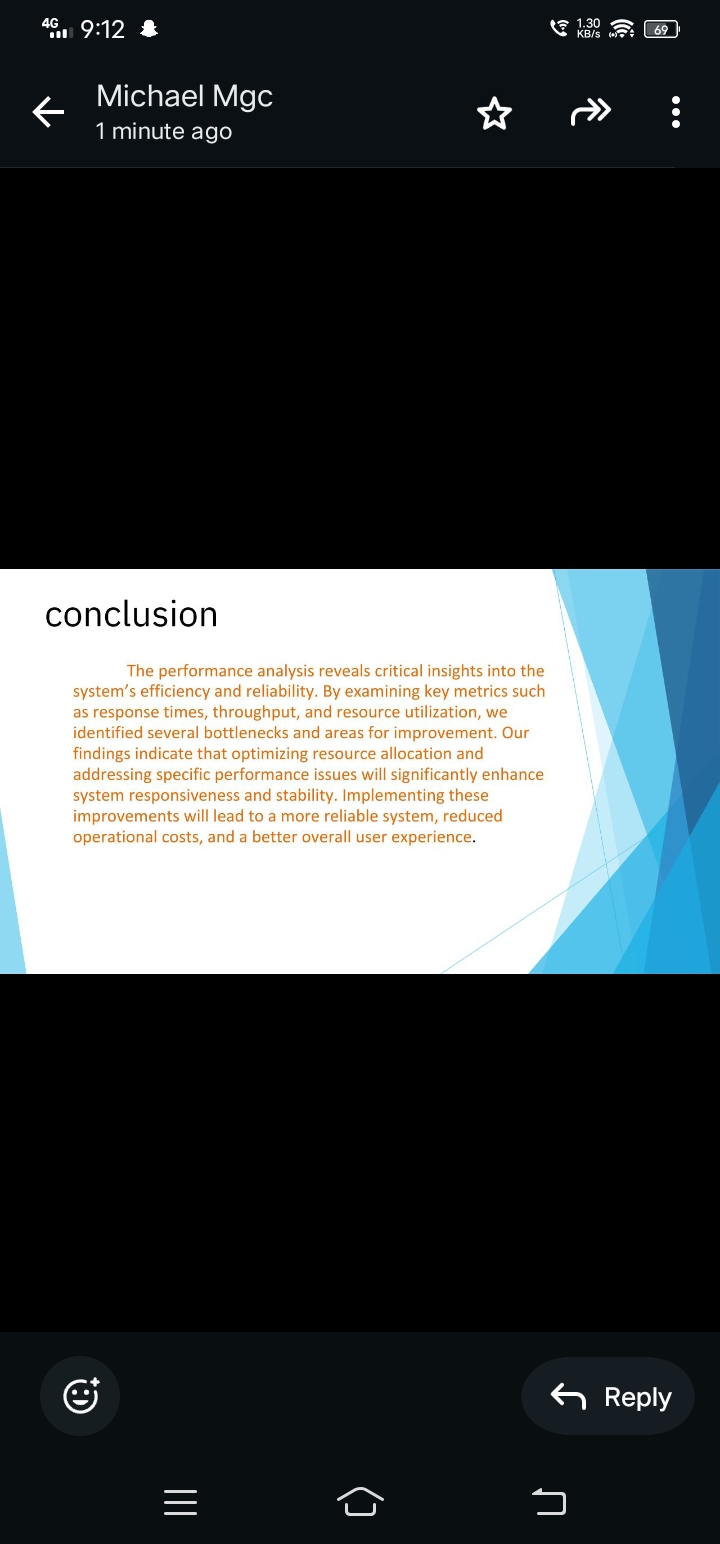 4G 9:12 1.30 KB/s 69
Michael Mgc
1 minute ago
conclusion
The performance analysis reveals critical insights into the
system’s efficiency and reliability. By examining key metrics such
as response times, throughput, and resource utilization, we
identified several bottlenecks and areas for improvement. Our
findings indicate that optimizing resource allocation and
addressing specific performance issues will significantly enhance
system responsiveness and stability. Implementing these
improvements will lead to a more reliable system, reduced
operational costs, and a better overall user experience.
Reply